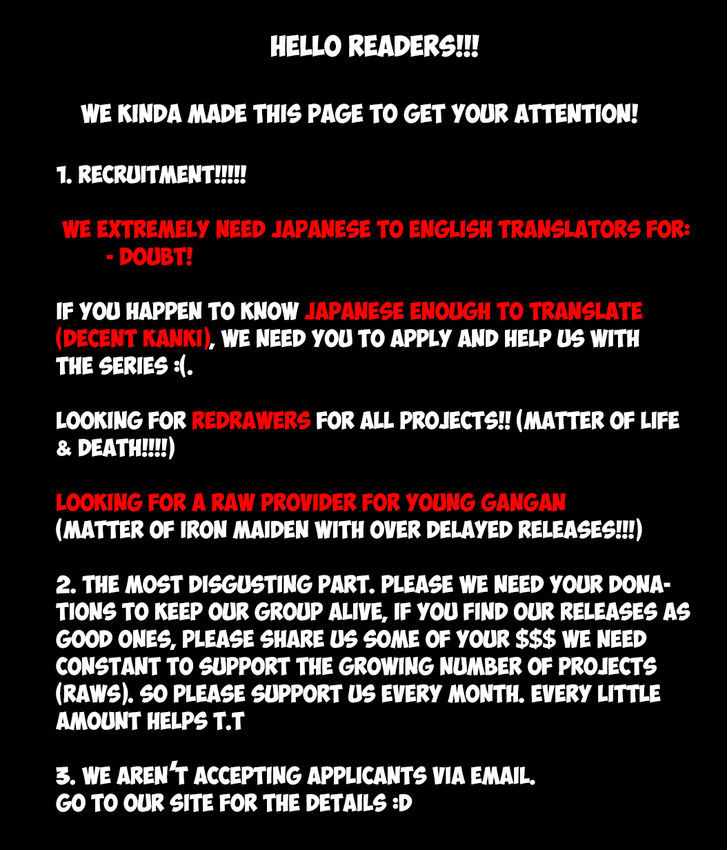 HELLO READERS!!!
WE KINDA MADE THIS PAGE TO GET YOUR ATTENTION!
1. RECRUITMENT!!!!!
WE EXTREMELY NEED JAPANESE TO ENGLISH TRANSLATORS FOR:
- DOUBT!
IF YOU HAPPEN TO KNOW JAPANESE ENOUGH TO TRANSLATE
(DECENT KANKI), WE NEED YOU TO APPLY AND HELP US WITH
THE SERIES :(.
LOOKING FOR REDRAWERS FOR ALL PROJECTS!! (MATTER OF LIFE
& DEATH!!!!)
LOOKING FOR A RAW PROVIDER FOR YOUNG GANGAN
(MATTER OF IRON MAIDEN WITH OVER DELAYED RELEASES!!!)
2. THE MOST DISGUSTING PART. PLEASE WE NEED YOUR DONA-
TIONS TO KEEP OUR GROUP ALIVE, IF YOU FIND OUR RELEASES AS
GOOD ONES, PLEASE SHARE US SOME OF YOUR $$$ WE NEED
CONSTANT TO SUPPORT THE GROWING NUMBER OF PROJECTS
(RAWS). SO PLEASE SUPPORT US EVERY MONTH. EVERY LITTLE
AMOUNT HELPS T.T
3. WE AREN'T ACCEPTING APPLICANTS VIA EMAIL.
GO TO OUR SITE FOR THE DETAILS :D